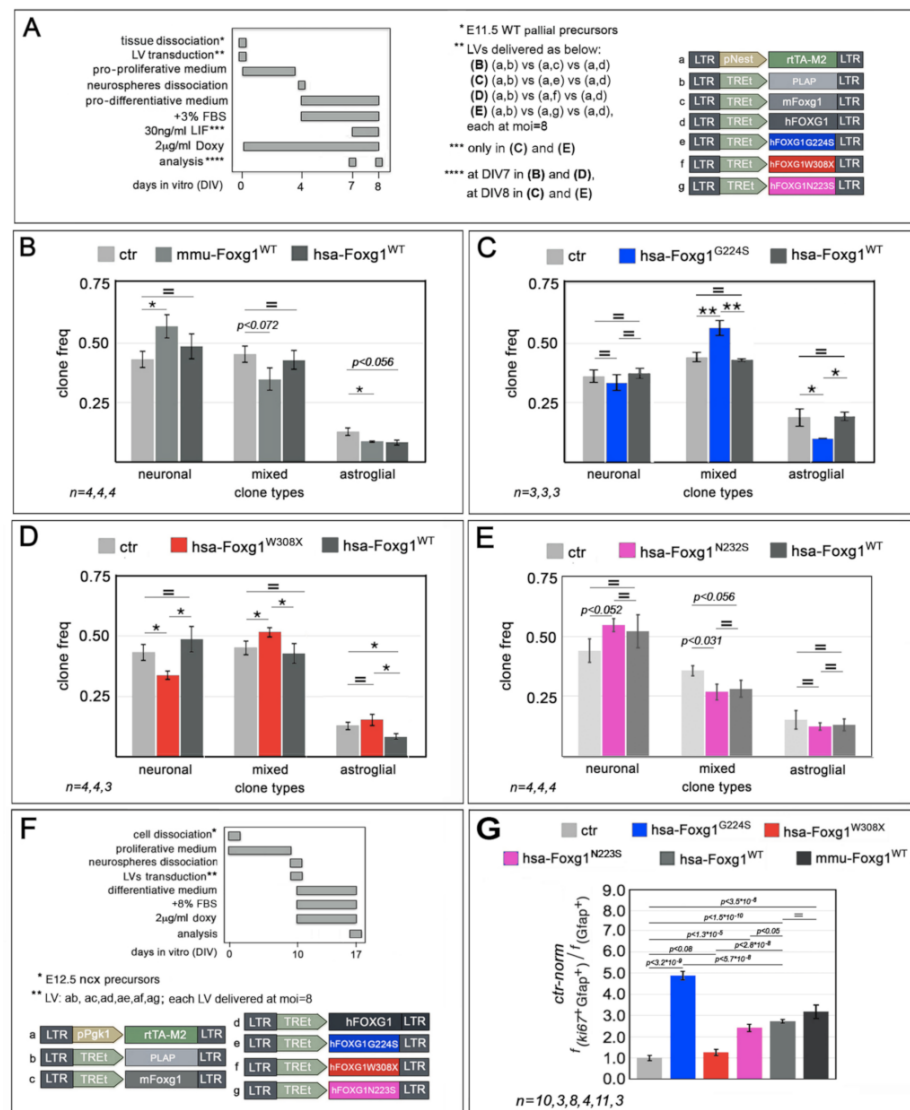 A
tissue dissociation*
LV transduction**
pro-proliferative medium
neurospheres dissociation
pro-differentiative medium
+3% FBS
30ng/ml LIF***
2µg/ml Doxy
analysis****
days in vitro (DIV)
0
4
7
8
* E11.5 WT pallial precursors
** LVs delivered as below:
(B) (a,b) vs (a,c) vs (a,d)
(C) (a,b) vs (a,e) vs (a,d)
(D) (a,b) vs (a,f) vs (a,d)
(E) (a,b) vs (a,g) vs (a,d),
each at moi=8
*** only in (C) and (E)
**** at DIV7 in (B) and (D),
at DIV8 in (C) and (E)
a LTR pNest rtTA-M2 LTR
b LTR TREt PLAP LTR
c LTR TREt mFoxg1 LTR
d LTR TREt hFOXG1 LTR
e LTR TREt hFOXG1G224S LTR
f LTR TREt hFOXG1W308X LTR
g LTR TREt hFOXG1N223S LTR
B
ctr mmu-Foxg1WT hsa-Foxg1WT
clone freq
0.75
0.50
0.25
=
*
=
p<0.072
p<0.056
*
neuronal mixed astroglial
n=4,4,4 clone types
C
ctr hsa-Foxg1G224S hsa-Foxg1WT
clone freq
0.75
0.50
0.25
=
= =
=
** **
=
* *
neuronal mixed astroglial
n=3,3,3 clone types
D
ctr hsa-Foxg1W308X hsa-Foxg1WT
clone freq
0.75
0.50
0.25
=
* *
=
* *
*
= *
neuronal mixed astroglial
n=4,4,3 clone types
E
ctr hsa-Foxg1N232S hsa-Foxg1WT
clone freq
0.75
0.50
0.25
=
p<0.052 =
p<0.056
p<0.031 =
=
= =
neuronal mixed astroglial
n=4,4,4 clone types
F
cell dissociation*
proliferative medium
neurospheres dissociation
LVs transduction**
differentiative medium
+8% FBS
2µg/ml doxy
analysis
days in vitro (DIV)
0
10
17
* E12.5 ncx precursors
** LV: ab, ac,ad,ae,af,ag; each LV delivered at moi=8
a LTR pPgk1 rtTA-M2 LTR
b LTR TREt PLAP LTR
c LTR TREt mFoxg1 LTR
d LTR TREt hFOXG1 LTR
e LTR TREt hFOXG1G224S LTR
f LTR TREt hFOXG1W308X LTR
g LTR TREt hFOXG1N223S LTR
G
ctr hsa-Foxg1G224S hsa-Foxg1W308X
hsa-Foxg1N223S hsa-Foxg1WT mmu-Foxg1WT
ctr-norm
f(ki67+Gfap+)/f(Gfap+)
9.0
8.0
7.0
6.0
5.0
4.0
3.0
2.0
1.0
0.0
p<3.5*10-8
p<1.5*10-10 =
p<1.3*10-5 p<0.05
p<0.08 p<2.8*10-8
p<3.2*10-9 p<5.7*10-8
n=10,3,8,4,11,3